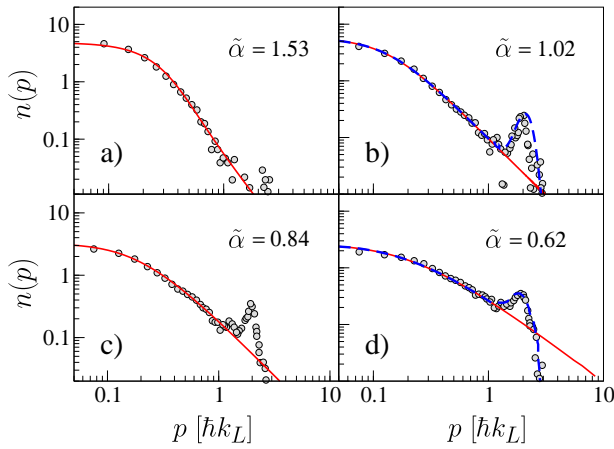 10
1
0.1
n(p)
a)
α̃ = 1.53
b)
α̃ = 1.02
10
1
0.1
n(p)
c)
α̃ = 0.84
d)
α̃ = 0.62
0.1 1 10
0.1 1 10
p [ħk_L]
p [ħk_L]